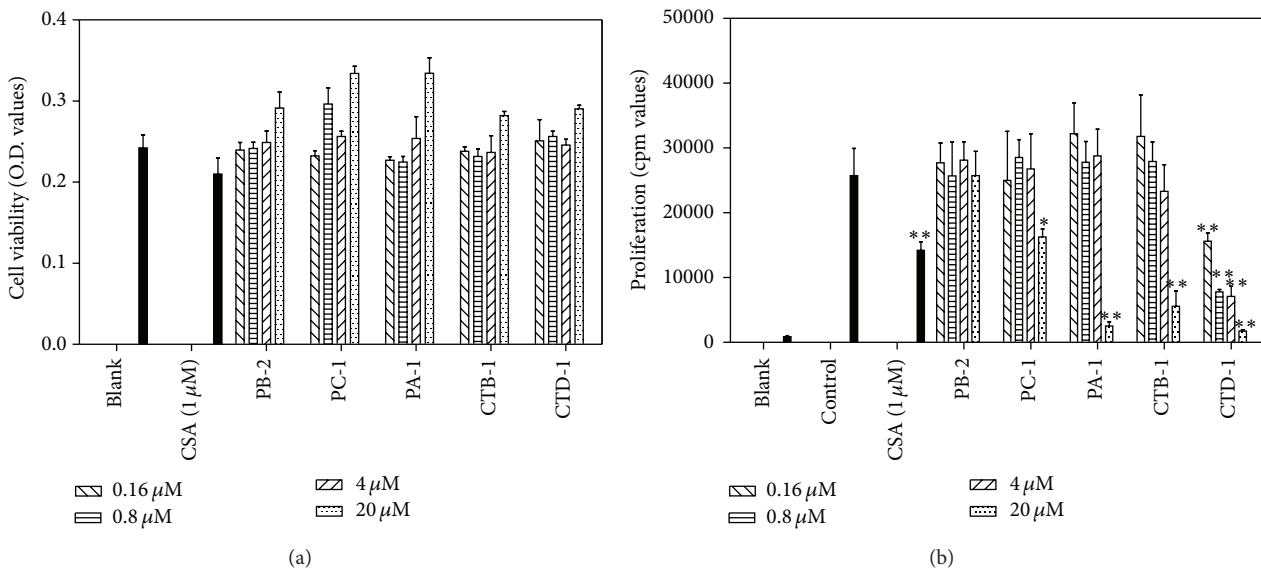 0.4
0.3
0.2
0.1
0.0
Cell viability (O.D. values)
Blank
CSA (1 μM)
PB-2
PC-1
PA-1
CTB-1
CTD-1
0.16 μM
0.8 μM
4 μM
20 μM
(a)
50000
40000
30000
20000
10000
0
Proliferation (cpm values)
**
*
**
**
**
**
**
**
Blank
Control
CSA (1 μM)
PB-2
PC-1
PA-1
CTB-1
CTD-1
0.16 μM
0.8 μM
4 μM
20 μM
(b)